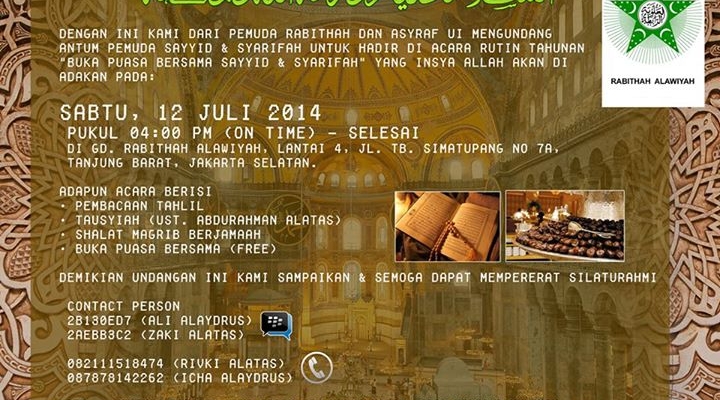 DENGAN INI KAMI DARI PEMUDA RABITHAH DAN ASYRAF UI MENGUNDANG
ANTUM PEMUDA SAYYID & SYARIFAH UNTUK HADIR DI ACARA RUTIN TAHUNAN
"BUKA PUASA BERSAMA SAYYID & SYARIFAH" YANG INSYA ALLAH AKAN DI
ADAKAN PADA:
RABITHAH ALAWIYAH
SABTU, 12 JULI 2014
PUKUL 04:00 PM (ON TIME) - SELESAI
DI GD. RABITHAH ALAWIYAH, LANTAI 4, JL. TB. SIMATUPANG NO 7A,
TANJUNG BARAT, JAKARTA SELATAN.
ADAPUN ACARA BERISI
· PEMBACAAN TAHLIL
· TAUSYIAH (UST. ABDURAHMAN ALATAS)
· SHALAT MAGRIB BERJAMAAH
· BUKA PUASA BERSAMA (FREE)
DEMIKIAN UNDANGAN INI KAMI SAMPAIKAN & SEMOGA DAPAT MEMPERERAT SILATURAHMI
CONTACT PERSON
2B130ED7 (ALI ALAYDRUS)
2AEBB3C2 (ZAKI ALATAS)
082111518474 (RIVKI ALATAS)
087878142262 (ICHA ALAYDRUS)